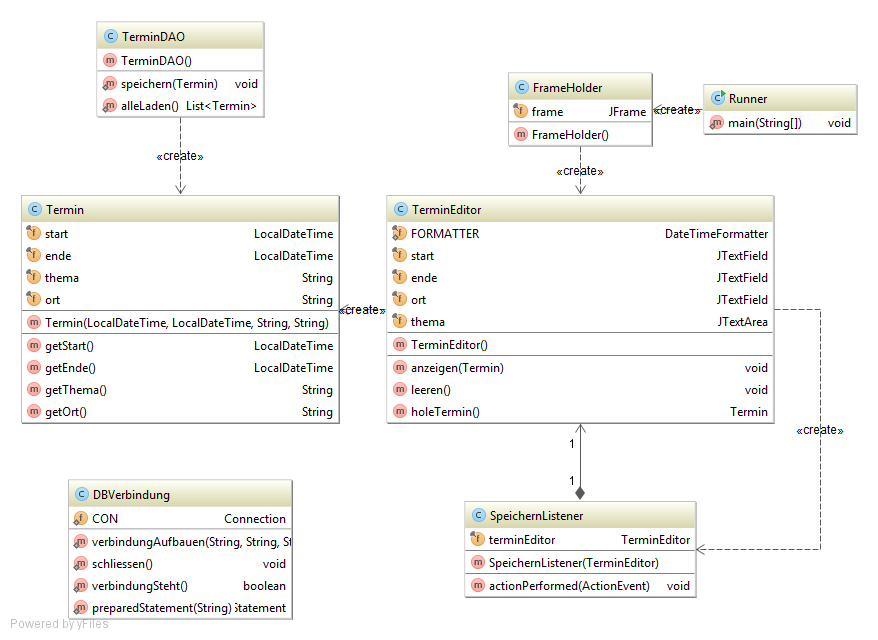 TerminDAO
TerminDAO()
speichern(Termin) void
alleLaden() List<Termin>
«create»
FrameHolder
frame JFrame
FrameHolder()
«create»
Runner
main(String[]) void
«create»
Termin
start LocalDateTime
ende LocalDateTime
thema String
ort String
Termin(LocalDateTime, LocalDateTime, String, String)
getStart() LocalDateTime
getEnde() LocalDateTime
getThema() String
getOrt() String
«create»
TerminEditor
FORMATTER DateTimeFormatter
start JTextField
ende JTextField
ort JTextField
thema JTextArea
TerminEditor()
anzeigen(Termin) void
leeren() void
holeTermin() Termin
«create»
1
1
DBVerbindung
CON Connection
verbindungAufbauen(String, String, St
schliessen() void
verbindungSteht() boolean
preparedStatement(String) Statement
SpeichernListener
terminEditor TerminEditor
SpeichernListener(TerminEditor)
actionPerformed(ActionEvent) void
Powered by yFiles